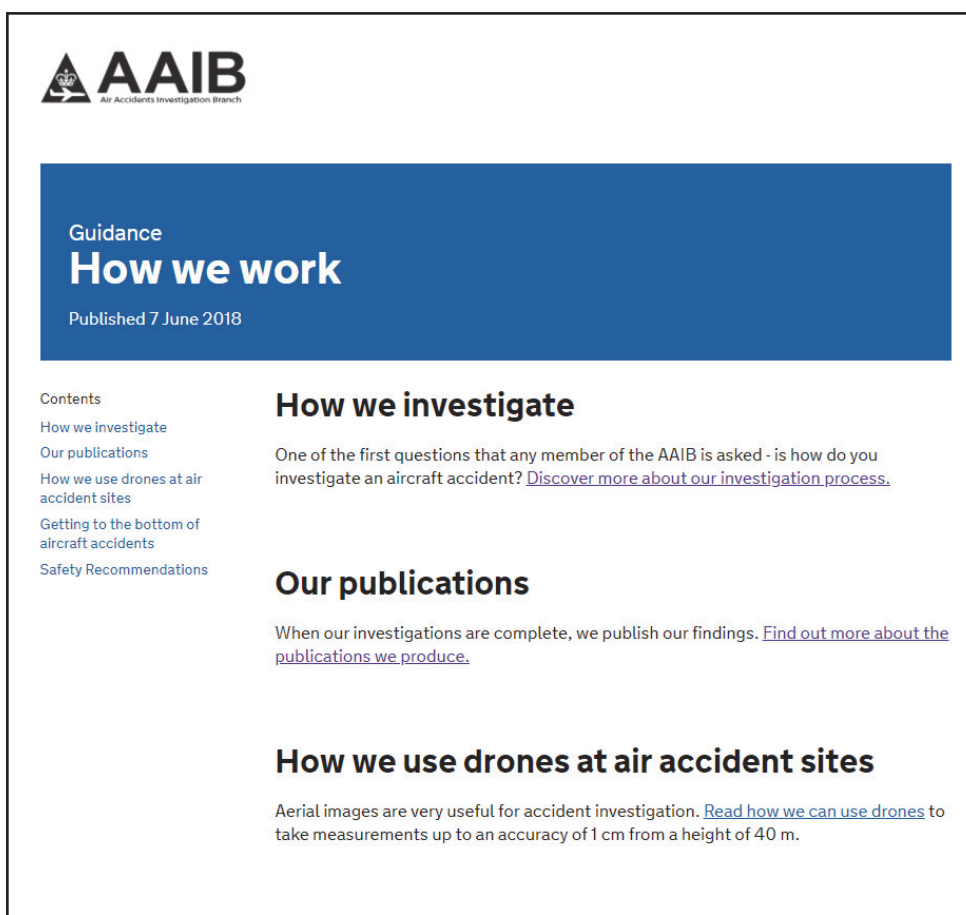 AAIB
Air Accidents Investigation Branch
Guidance
How we work
Published 7 June 2018
Contents
How we investigate
Our publications
How we use drones at air
accident sites
Getting to the bottom of
aircraft accidents
Safety Recommendations
How we investigate
One of the first questions that any member of the AAIB is asked - is how do you
investigate an aircraft accident? Discover more about our investigation process.
Our publications
When our investigations are complete, we publish our findings. Find out more about the
publications we produce.
How we use drones at air accident sites
Aerial images are very useful for accident investigation. Read how we can use drones to
take measurements up to an accuracy of 1 cm from a height of 40 m.